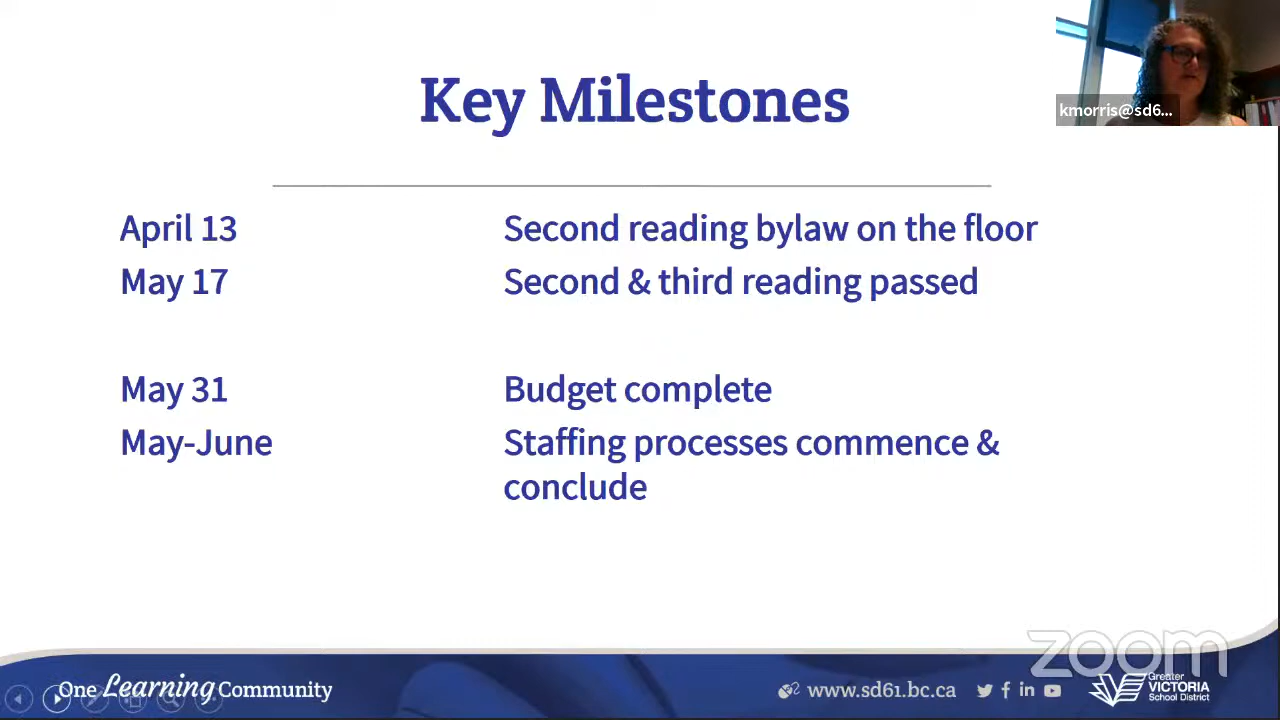 Key Milestones
kmorris@sd6...
April 13 Second reading bylaw on the floor
May 17 Second & third reading passed
May 31 Budget complete
May-June Staffing processes commence &
conclude
zoom
One Learning Community
www.sd61.bc.ca
Greater
VICTORIA
School District